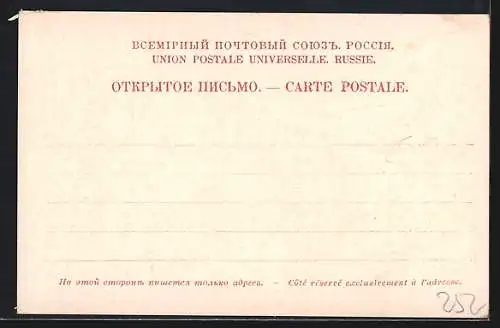 ВСЕМІРНЫЙ ПОЧТОВЫЙ СОЮЗЪ. РОССІЯ.
UNION POSTALE UNIVERSELLE. RUSSIE.
ОТКРЫТОЕ ПИСЬМО. — CARTE POSTALE.
На этой сторонѣ пишется только адресъ. — Côté réservé exclusivement à l'adresse.
252